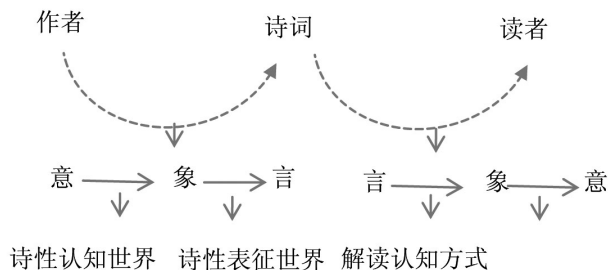 作者 诗词 读者
意 象 言 言 象 意
诗性认知世界 诗性表征世界 解读认知方式